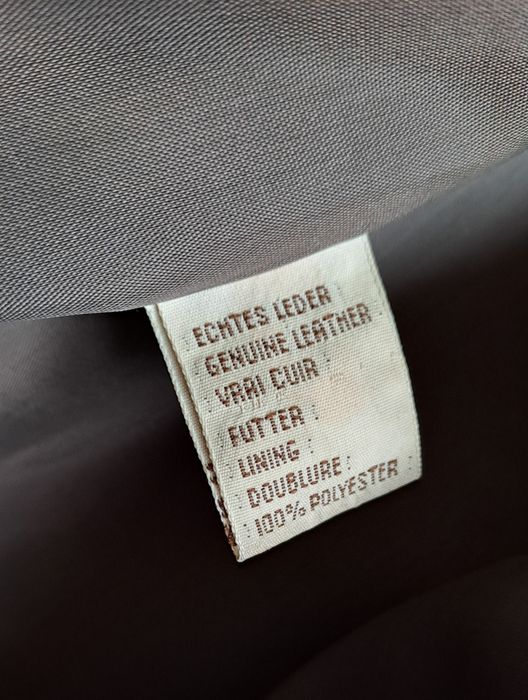 ECHTES LEDER
GENUINE LEATHER
VRAI CUIR
FUTTER:
LINING:
DOUBLURE:
100% POLYESTER